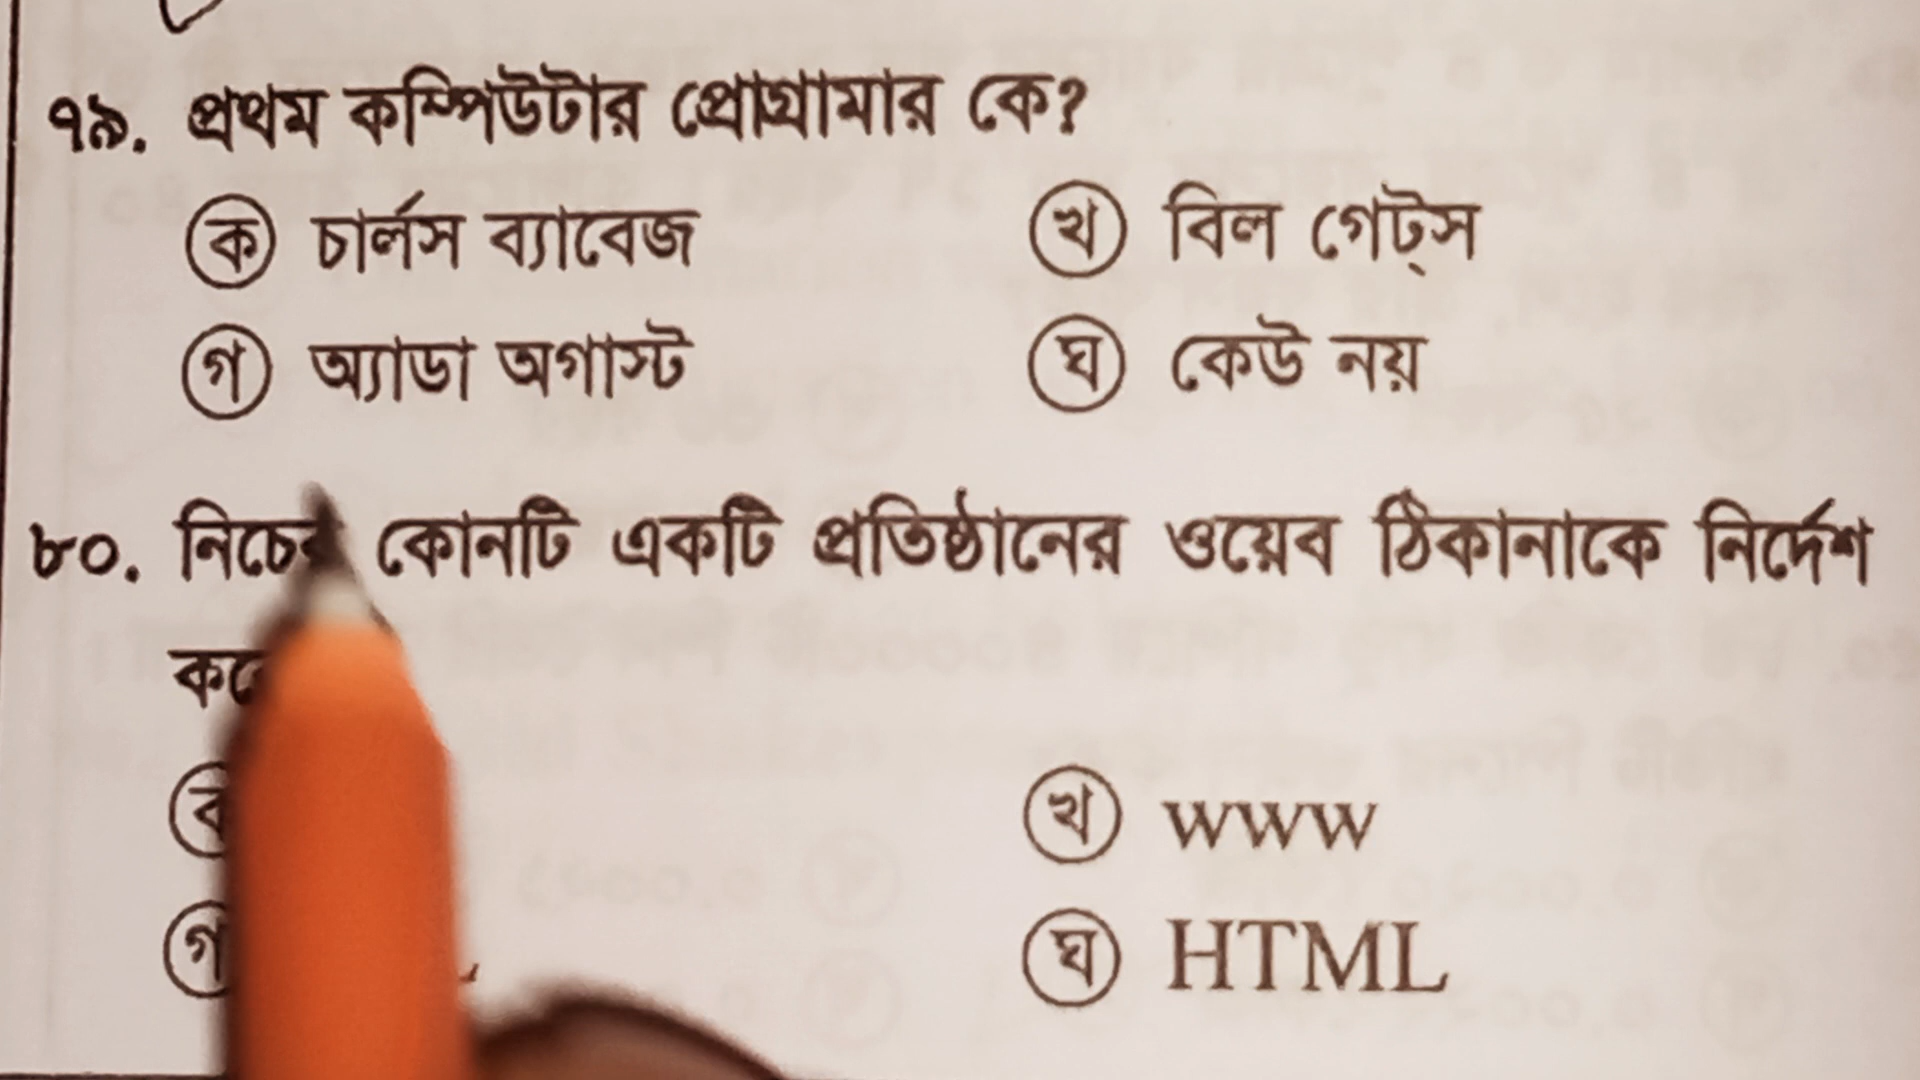 ৭৯. প্রথম কম্পিউটার প্রোগ্রামার কে?
ক চার্লস ব্যাবেজ খ বিল গেট্স
গ অ্যাডা অগাস্ট ঘ কেউ নয়
৮০. নিচের কোনটি একটি প্রতিষ্ঠানের ওয়েব ঠিকানাকে নির্দেশ
ক খ www
গ ঘ HTML